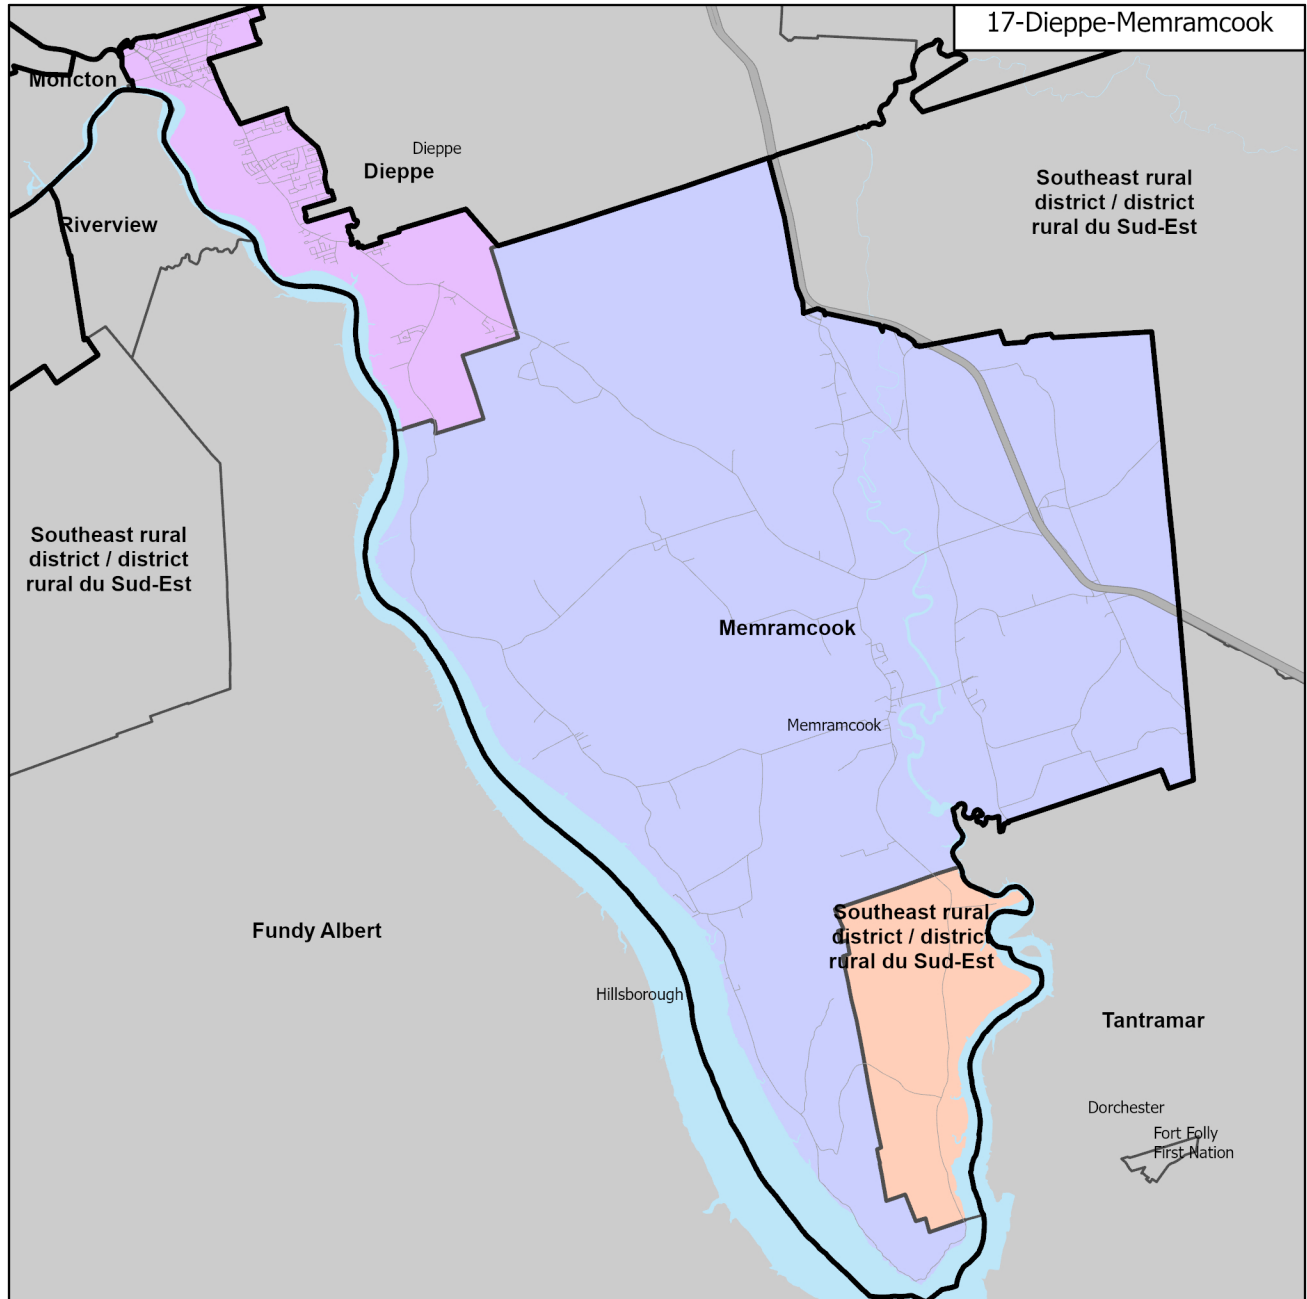 17-Dieppe-Memramcook
Moncton
Dieppe
Dieppe
Riverview
Southeast rural
district / district
rural du Sud-Est
Southeast rural
district / district
rural du Sud-Est
Memramcook
Memramcook
Fundy Albert
Southeast rural
district / district
rural du Sud-Est
Hillsborough
Tantramar
Dorchester
Fort Folly
First Nation